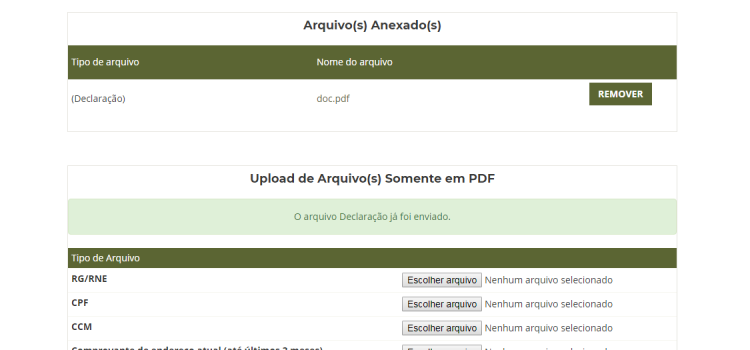 Arquivo(s) Anexado(s)
Tipo de arquivo Nome do arquivo
(Declaração) doc.pdf REMOVER
Upload de Arquivo(s) Somente em PDF
O arquivo Declaração já foi enviado.
Tipo de Arquivo
RG/RNE Escolher arquivo Nenhum arquivo selecionado
CPF Escolher arquivo Nenhum arquivo selecionado
CCM Escolher arquivo Nenhum arquivo selecionado
Comprovante de endereço atual (até últimos 3 meses) Escolher arquivo Nenhum arquivo selecionado